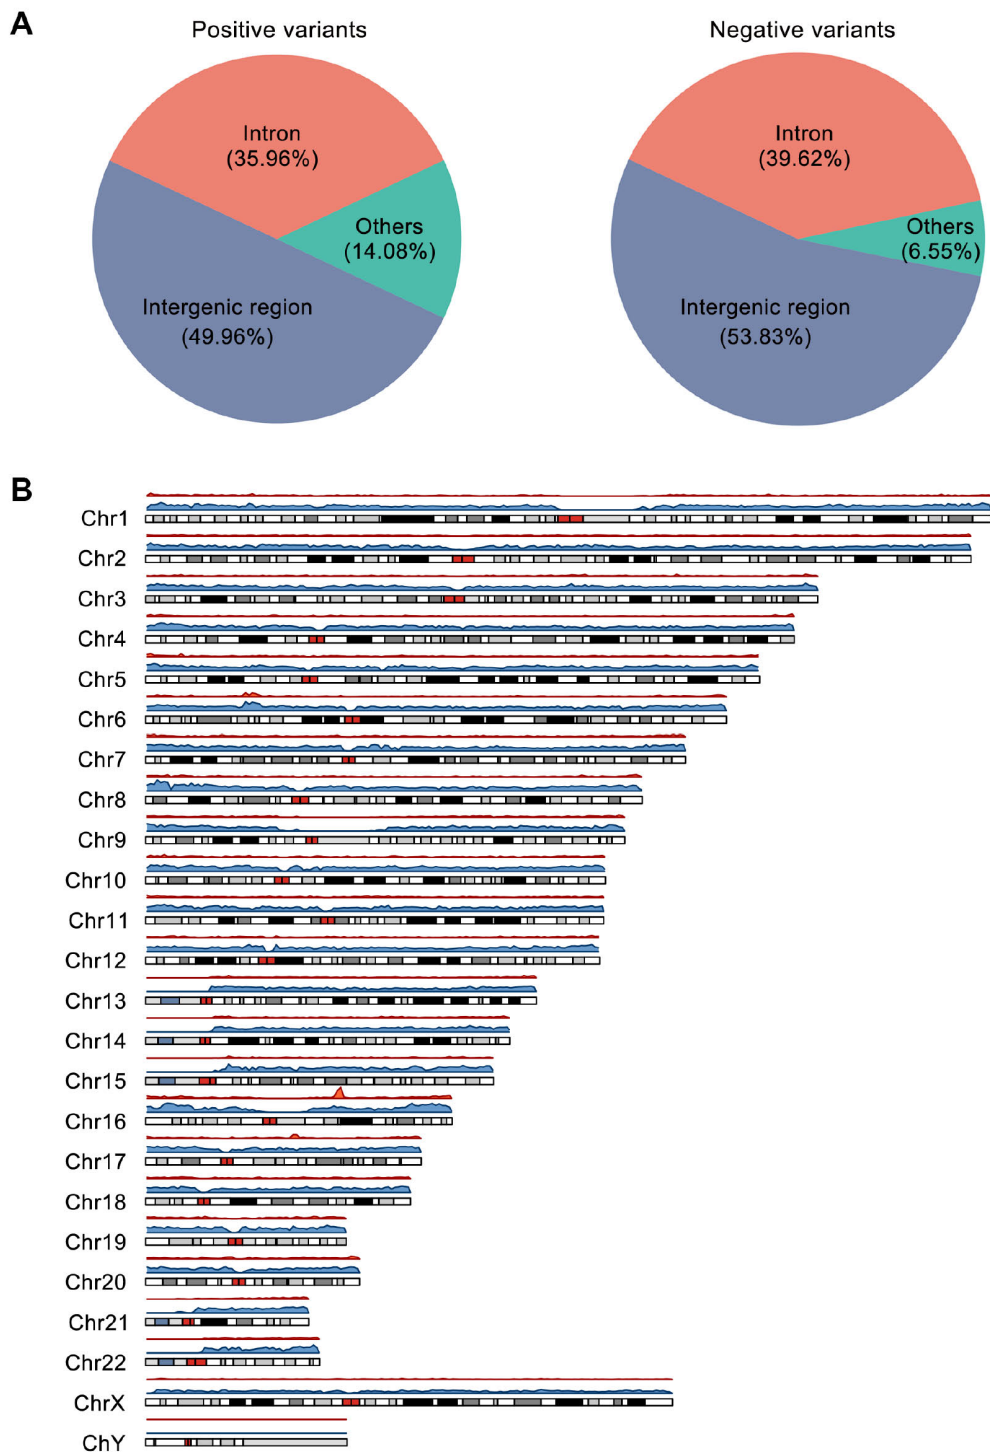 A
Positive variants
Negative variants
Intron
(35.96%)
Others
(14.08%)
Intergenic region
(49.96%)
Intron
(39.62%)
Others
(6.55%)
Intergenic region
(53.83%)
B
Chr1
Chr2
Chr3
Chr4
Chr5
Chr6
Chr7
Chr8
Chr9
Chr10
Chr11
Chr12
Chr13
Chr14
Chr15
Chr16
Chr17
Chr18
Chr19
Chr20
Chr21
Chr22
ChrX
ChY